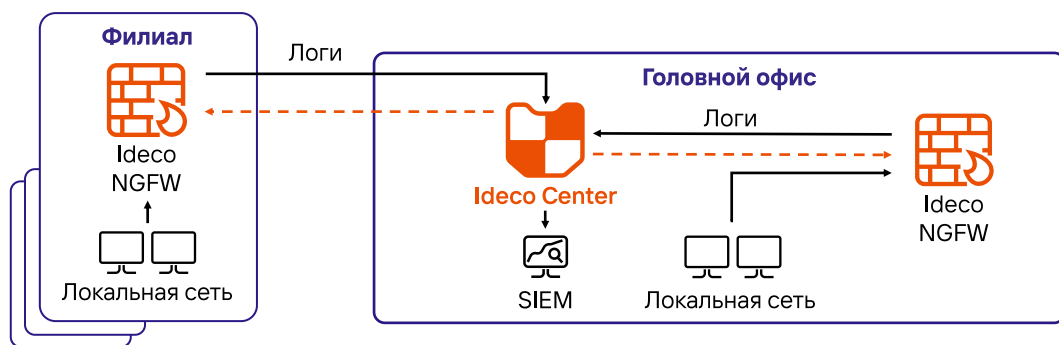 Филиал
Логи
Ideco
NGFW
Локальная сеть
Головной офис
Ideco Center
Логи
Ideco
NGFW
SIEM
Локальная сеть